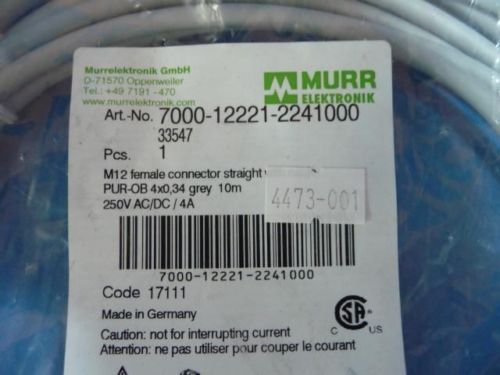 Murrelektronik GmbH
D-71570 Oppenweiler
Tel.: +49 7191 -470
www.murrelektronik.com
MURR
ELEKTRONIK
Art.-No. 7000-12221-2241000
33547
Pcs. 1
M12 female connector straight
PUR-OB 4x0,34 grey 10m
250V AC/DC / 4A
4473-001
7000-12221-2241000
Code 17111
Made in Germany
C US
Caution: not for interrupting current
Attention: ne pas utiliser pour couper le courant